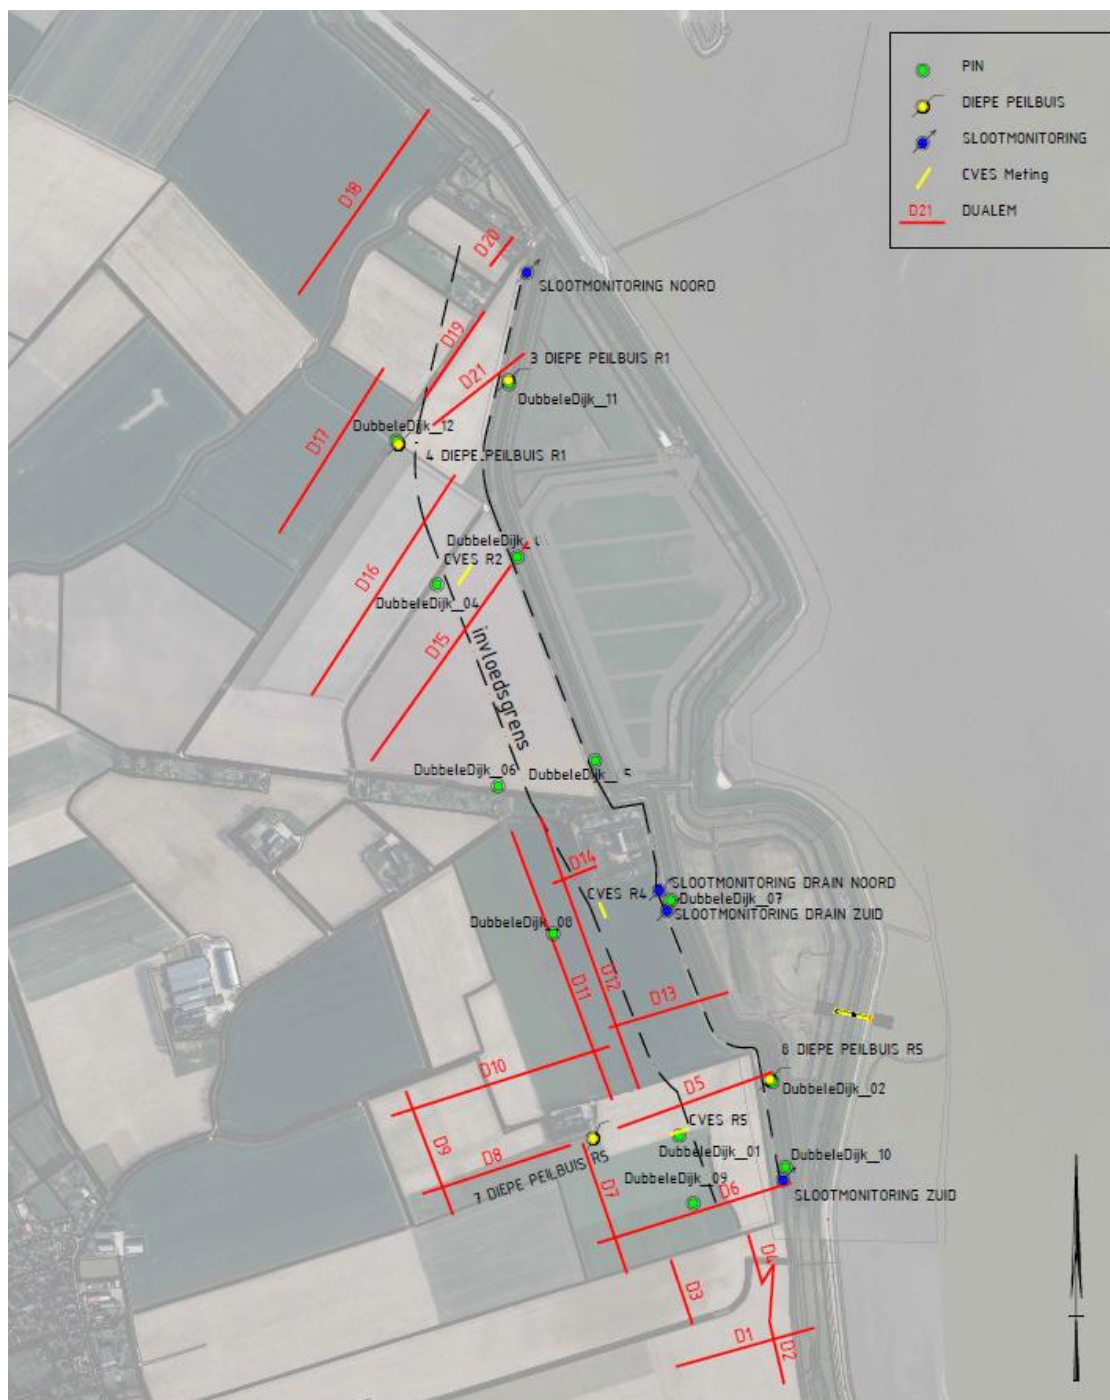 PIN
DIEPE PEILBUIS
SLOOTMONITORING
CVES Meting
D21 DUALEM
D18
D20
SLOOTMONITORING NOORD
D19
3 DIEPE PEILBUIS R1
D21
DubbeleDijk_11
D17
DubbeleDijk_12
4 DIEPE PEILBUIS R1
DubbeleDijk_
CVES R2
D16
DubbeleDijk_04
D15
invloedsgrens
DubbeleDijk_06
DubbeleDijk_ 5
D14
SLOOTMONITORING DRAIN NOORD
CVES R4
DubbeleDijk_07
SLOOTMONITORING DRAIN ZUID
DubbeleDijk_08
D11
D12
D13
8 DIEPE PEILBUIS R5
D10
D5
DubbeleDijk_02
D9
CVES R5
D8
DubbeleDijk_01
DubbeleDijk_10
7 DIEPE PEILBUIS R5
D7
DubbeleDijk_09
D6
SLOOTMONITORING ZUID
D4
D3
D1
D2